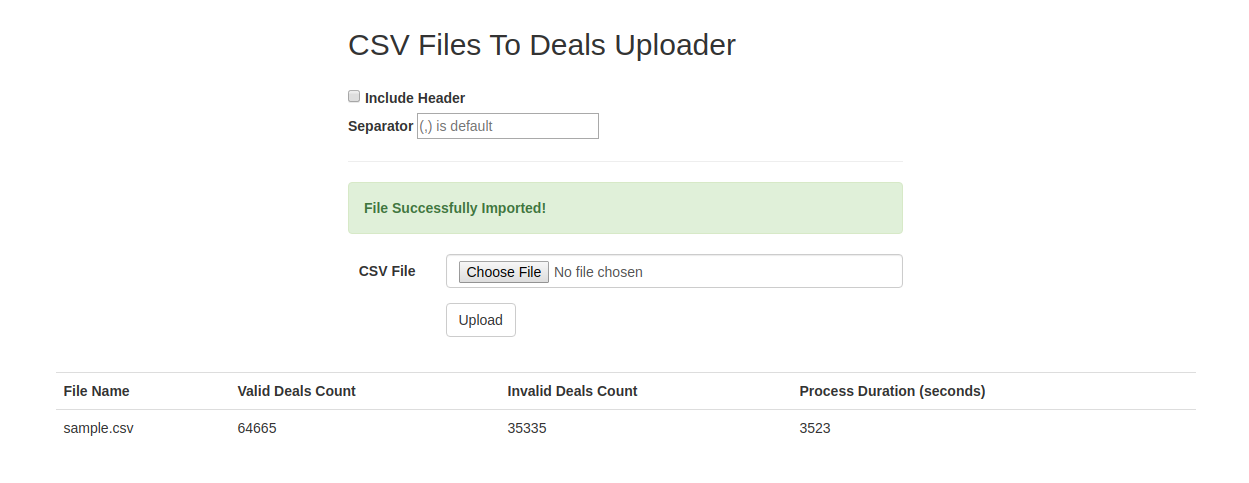 CSV Files To Deals Uploader
Include Header
Separator (,) is default
File Successfully Imported!
CSV File Choose File No file chosen
Upload
File Name Valid Deals Count Invalid Deals Count Process Duration (seconds)
sample.csv 64665 35335 3523